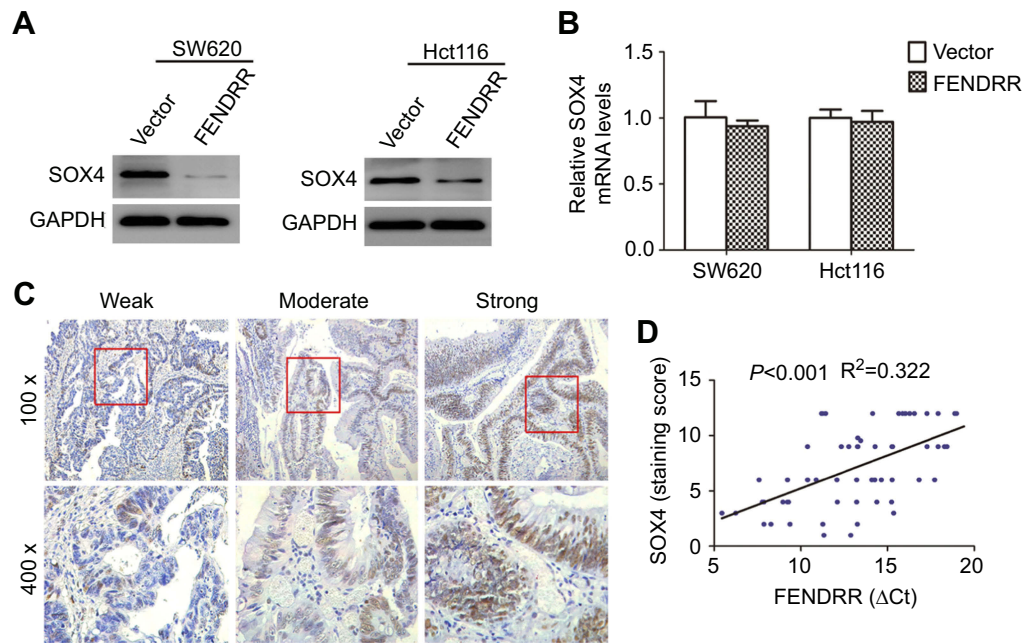 A
SW620
Hct116
Vector
FENDRR
Vector
FENDRR
SOX4
GAPDH
SOX4
GAPDH
B
Relative SOX4
mRNA levels
1.5
1.0
0.5
0.0
SW620
Hct116
Vector
FENDRR
C
Weak
Moderate
Strong
100 x
400 x
D
P<0.001 R²=0.322
SOX4 (staining score)
15
10
5
0
5
10
15
20
FENDRR (ΔCt)